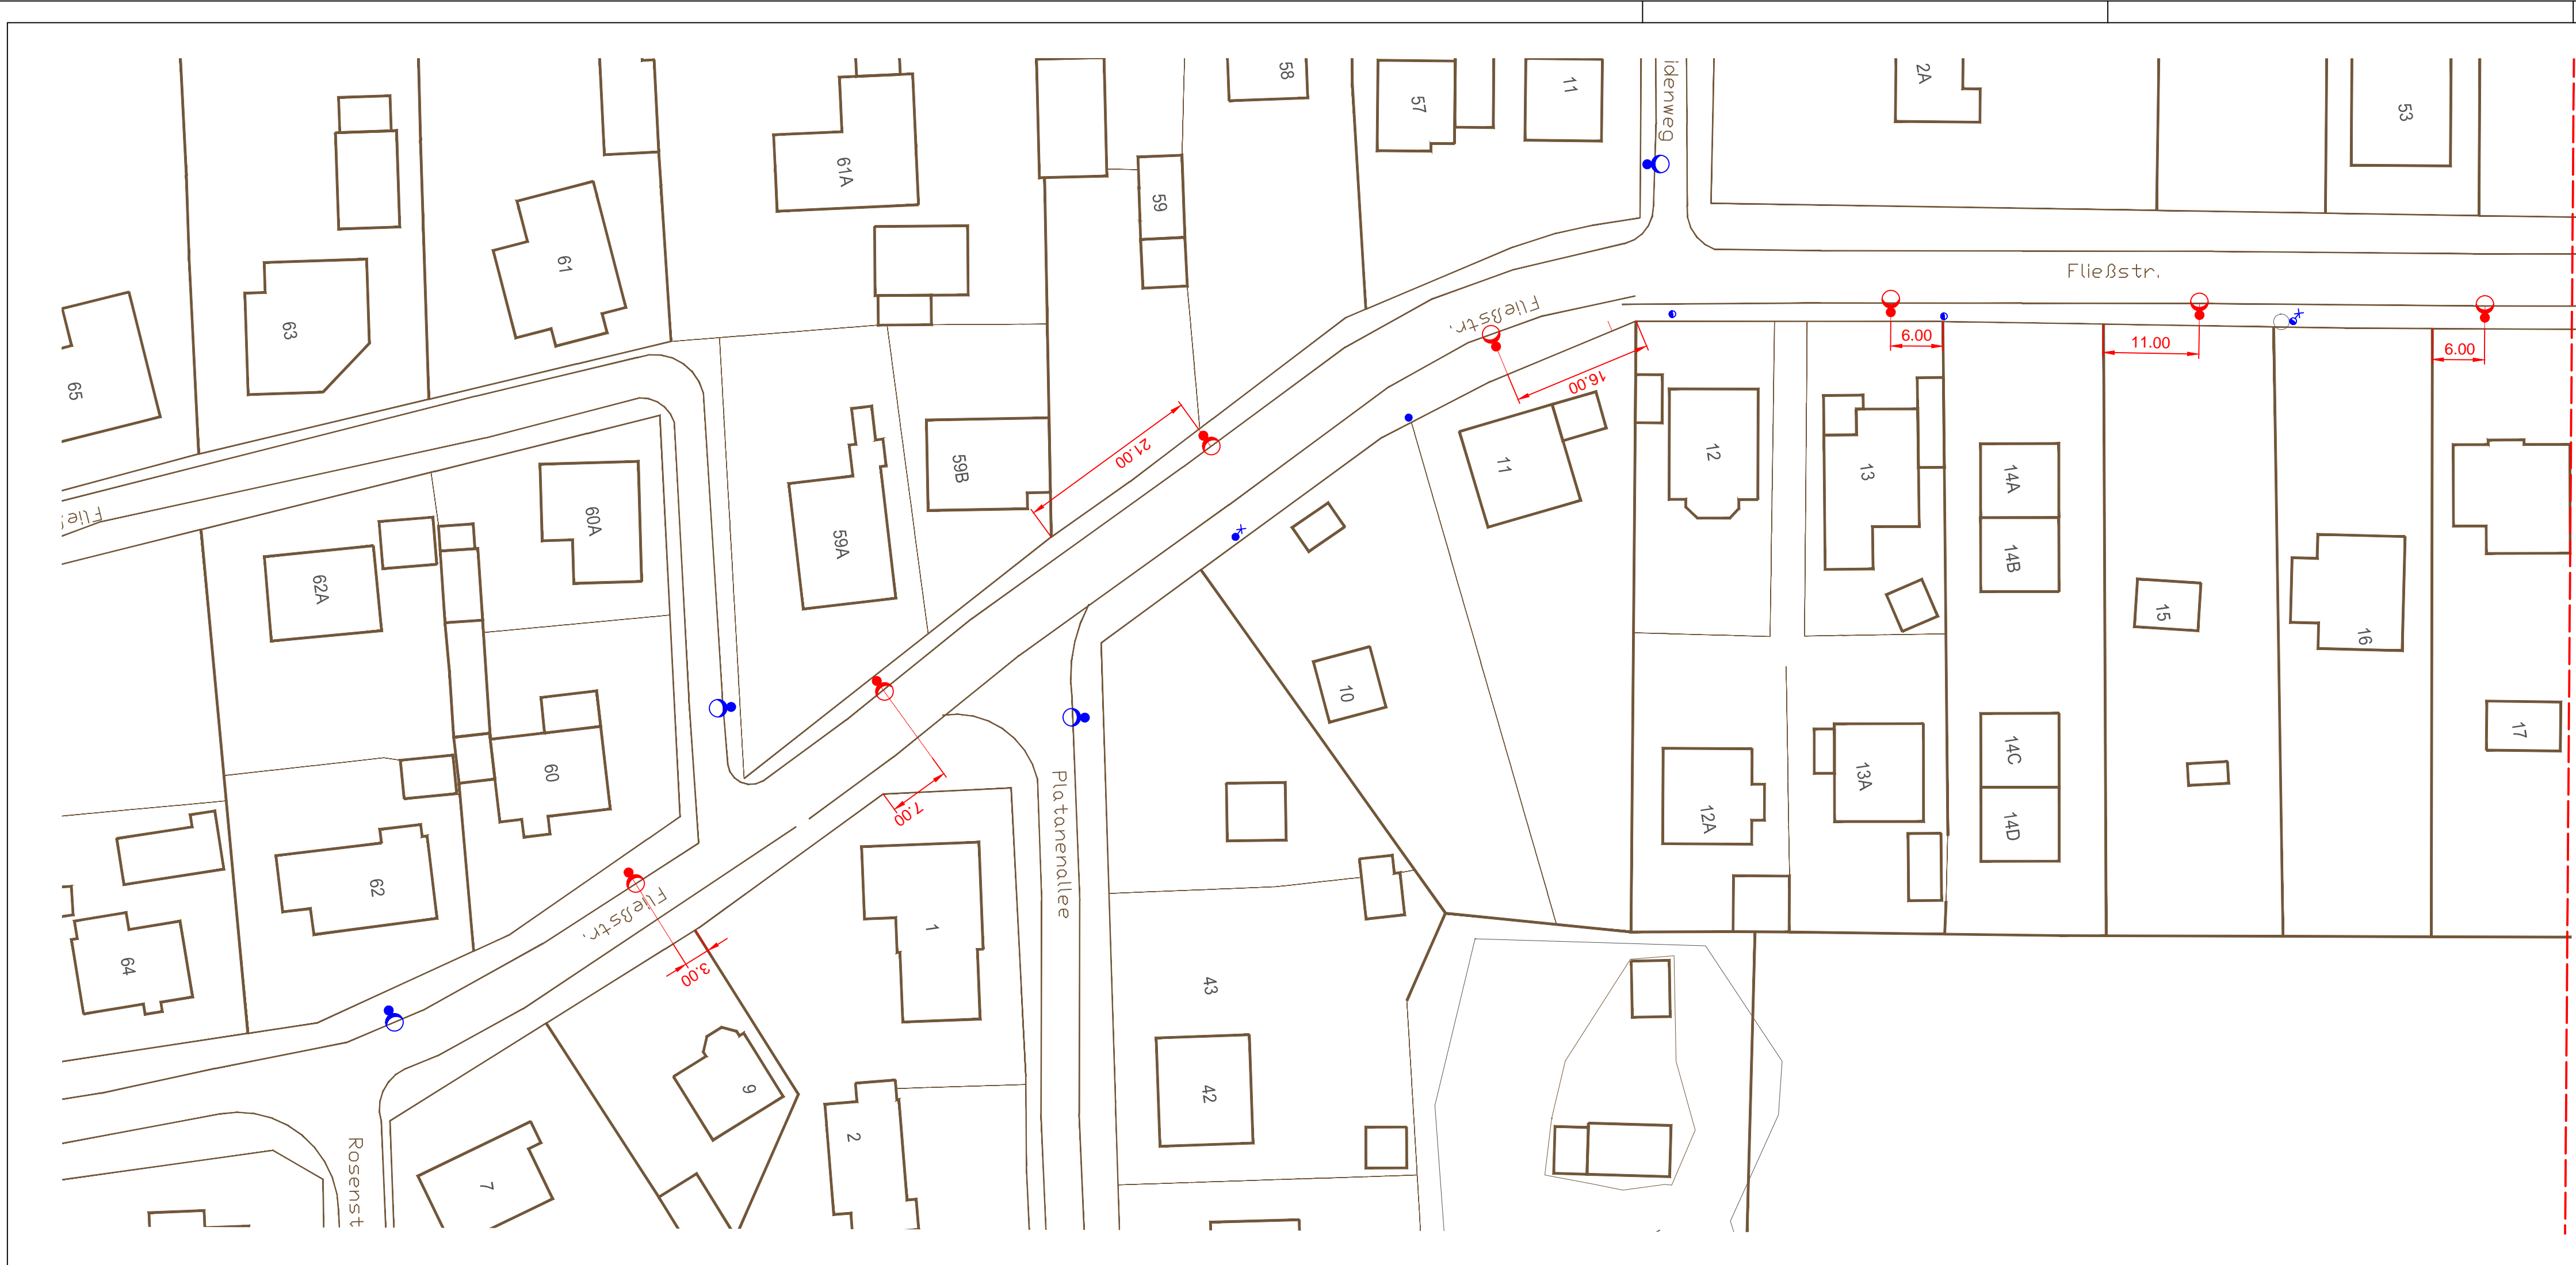 58
57
11
idenweg
2A
53
61A
59
61
63
65
Fließstr.
Fließstr.
6.00
11.00
6.00
16.00
21.00
59B
59A
60A
62A
Fließ
12
13
11
14A
14B
15
16
10
17
14C
14D
13A
12A
60
62
64
7.00
Platanenallee
Fließstr.
3.00
1
43
42
9
2
7
Rosenst